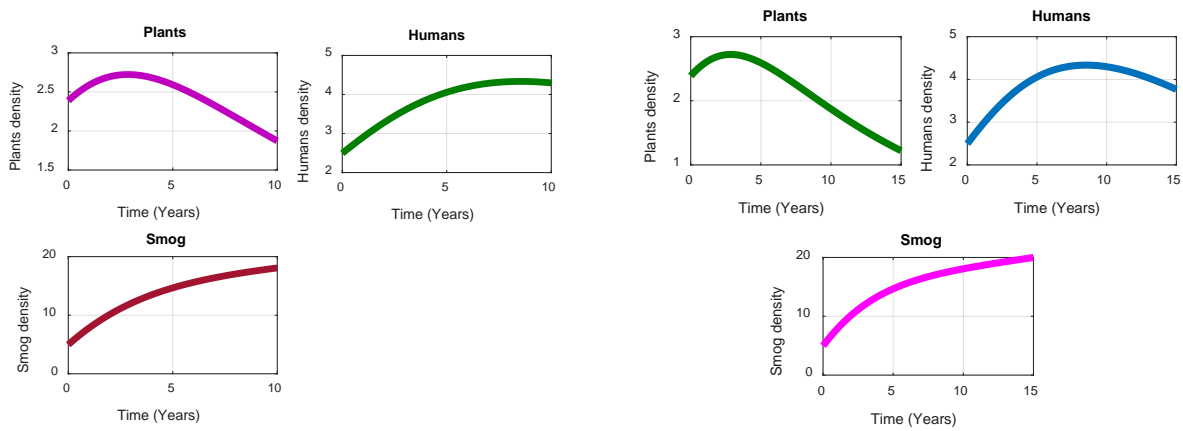 Plants
3
2.5
2
1.5
Plants density
0 5 10
Time (Years)
Humans
5
4
3
2
Humans density
0 5 10
Time (Years)
Smog
20
10
0
Smog density
0 5 10
Time (Years)
Plants
3
2
1
Plants density
0 5 10 15
Time (Years)
Humans
5
4
3
2
Humans density
0 5 10 15
Time (Years)
Smog
20
10
0
Smog density
0 5 10 15
Time (Years)